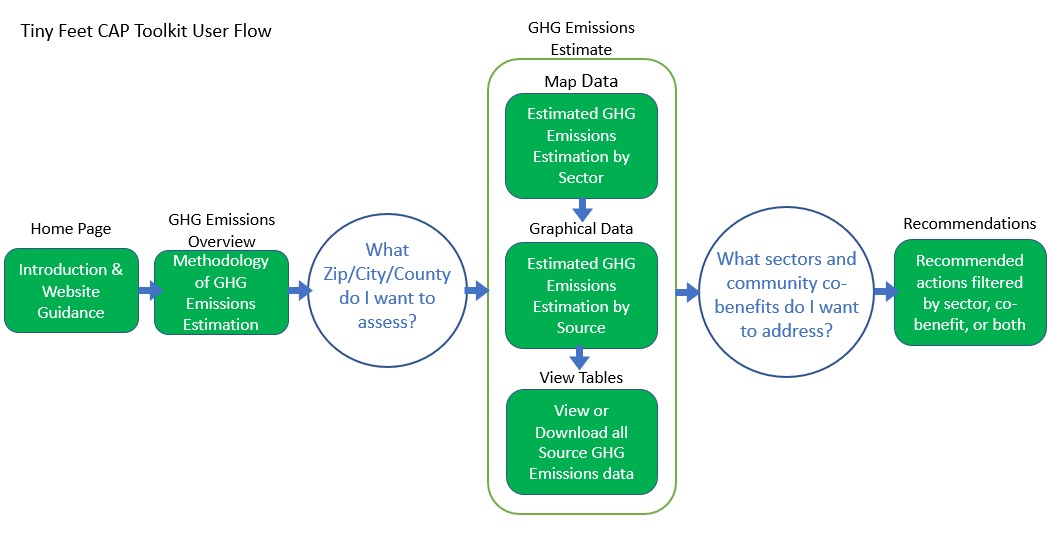 Tiny Feet CAP Toolkit User Flow
Home Page
Introduction &
Website
Guidance
GHG Emissions
Overview
Methodology
of GHG
Emissions
Estimation
What
Zip/City/County
do I want to
assess?
GHG Emissions
Estimate
Map Data
Estimated GHG
Emissions
Estimation by
Sector
Graphical Data
Estimated GHG
Emissions
Estimation by
Source
View Tables
View or
Download all
Source GHG
Emissions data
What sectors and
community co-
benefits do I want
to address?
Recommendations
Recommended
actions filtered
by sector, co-
benefit, or both